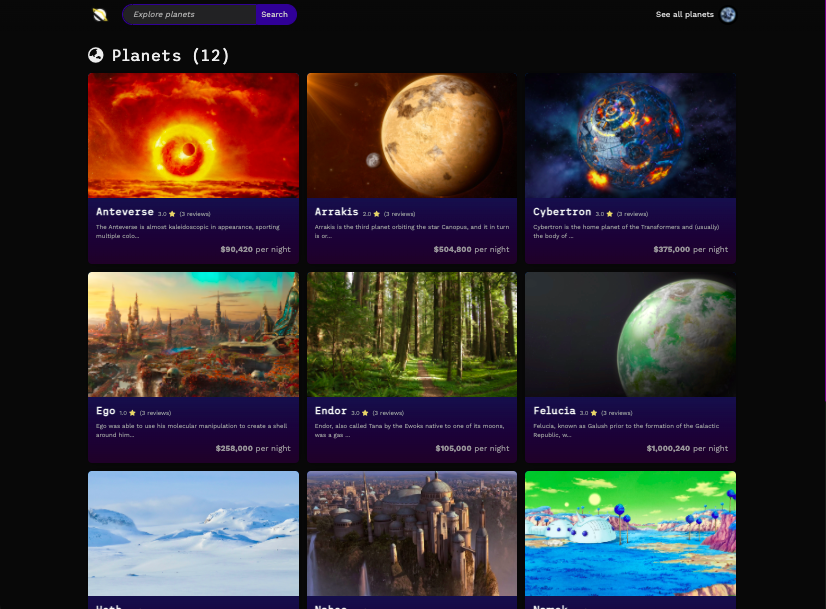 Explore planets
Search
See all planets
Planets (12)
Anteverse 3.0 (3 reviews)
The Anteverse is almost kaleidoscopic in appearance, sporting
multiple colo...
$90,420 per night
Arrakis 2.0 (3 reviews)
Arrakis is the third planet orbiting the star Canopus, and it in turn
is or...
$504,800 per night
Cybertron 3.0 (3 reviews)
Cybertron is the home planet of the Transformers and (usually)
the body of ...
$375,000 per night
Ego 1.0 (3 reviews)
Ego was able to use his molecular manipulation to create a shell
around him...
$258,000 per night
Endor 3.0 (3 reviews)
Endor, also called Tana by the Ewoks native to one of its moons,
was a gas ...
$105,000 per night
Felucia 3.0 (3 reviews)
Felucia, known as Galush prior to the formation of the Galactic
Republic, w...
$1,000,240 per night